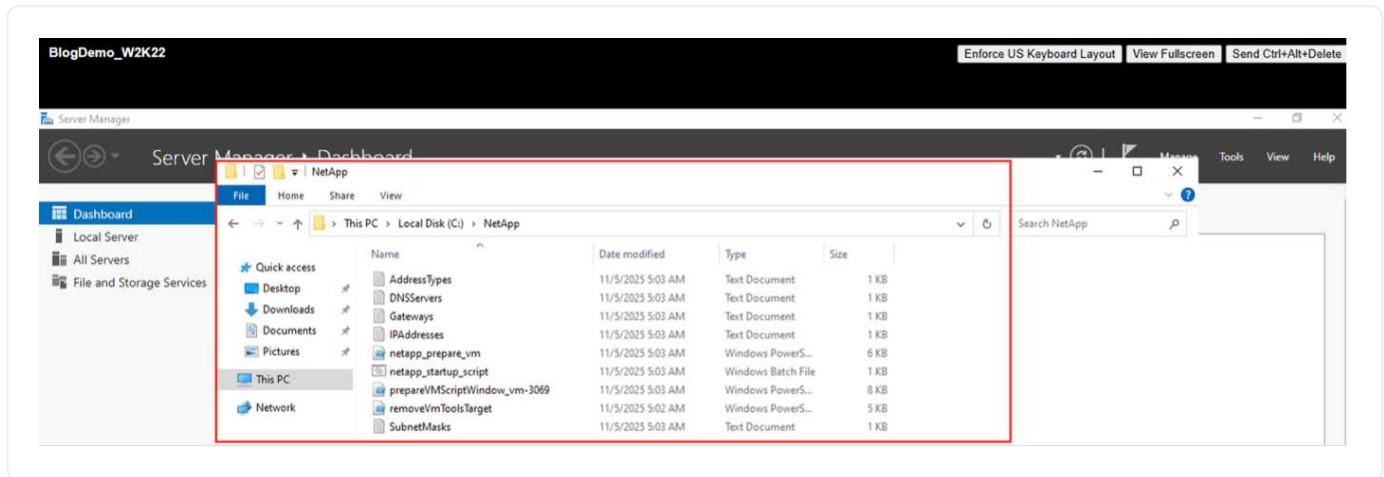 BlogDemo_W2K22
Enforce US Keyboard Layout View Fullscreen Send Ctrl+Alt+Delete
Server Manager
Server Manager Dashboard
Manage Tools View Help
NetApp
File Home Share View
This PC > Local Disk (C:) > NetApp
Search NetApp
Dashboard
Local Server
All Servers
File and Storage Services
Quick access
Desktop
Downloads
Documents
Pictures
This PC
Network
Name Date modified Type Size
AddressTypes 11/5/2025 5:03 AM Text Document 1 KB
DNSServers 11/5/2025 5:03 AM Text Document 1 KB
Gateways 11/5/2025 5:03 AM Text Document 1 KB
IPAddresses 11/5/2025 5:03 AM Text Document 1 KB
netapp_prepare_vm 11/5/2025 5:03 AM Windows PowerS... 6 KB
netapp_startup_script 11/5/2025 5:03 AM Windows Batch File 1 KB
prepareVMScriptWindow_vm-3069 11/5/2025 5:03 AM Windows PowerS... 8 KB
removeVmToolsTarget 11/5/2025 5:02 AM Windows PowerS... 5 KB
SubnetMasks 11/5/2025 5:03 AM Text Document 1 KB